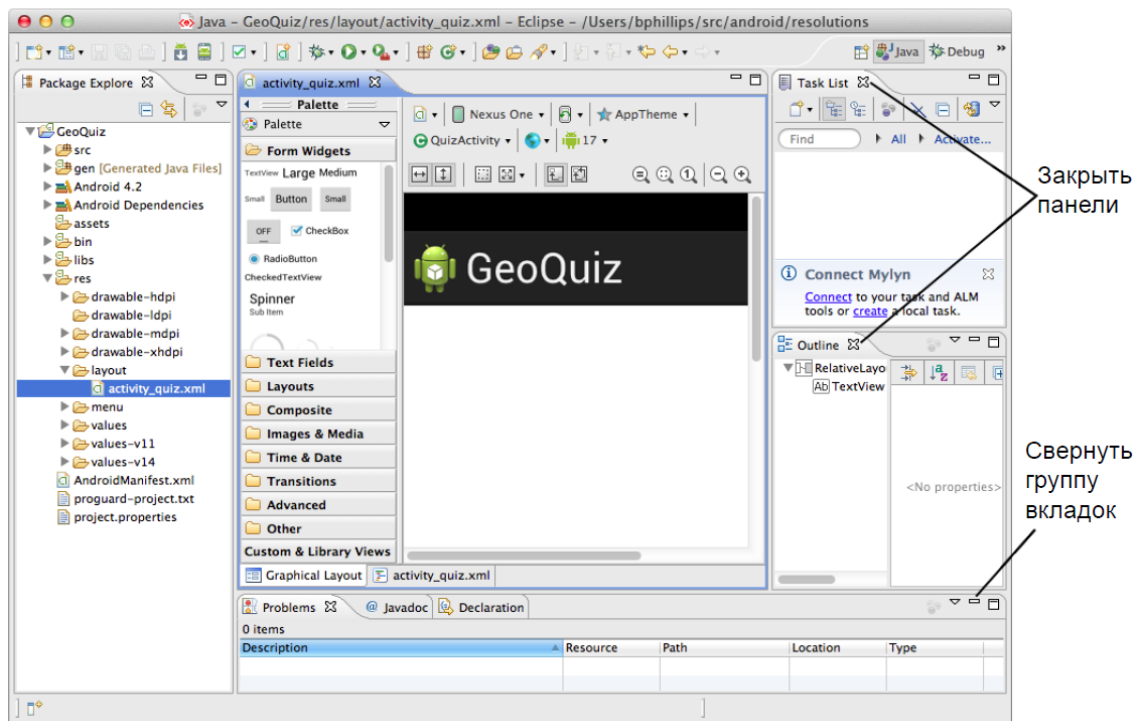 Java – GeoQuiz/res/layout/activity_quiz.xml – Eclipse – /Users/bphillips/src/android/resolutions
Java Debug »
Package Explore
GeoQuiz
src
gen [Generated Java Files]
Android 4.2
Android Dependencies
assets
bin
libs
res
drawable-hdpi
drawable-ldpi
drawable-mdpi
drawable-xhdpi
layout
activity_quiz.xml
menu
values
values-v11
values-v14
AndroidManifest.xml
proguard-project.txt
project.properties
activity_quiz.xml
Palette
Palette
Form Widgets
TextView Large Medium
Small Button Small
OFF CheckBox
RadioButton
CheckedTextView
Spinner
Sub Item
Text Fields
Layouts
Composite
Images & Media
Time & Date
Transitions
Advanced
Other
Custom & Library Views
Graphical Layout activity_quiz.xml
Nexus One AppTheme
QuizActivity 17
GeoQuiz
Task List
Find All Activate...
Connect Mylyn
Connect to your task and ALM
tools or create a local task.
Outline
RelativeLayo
Ab TextView
<No properties>
Problems @ Javadoc Declaration
0 items
Description Resource Path Location Type
Закрыть
панели
Свернуть
группу
вкладок